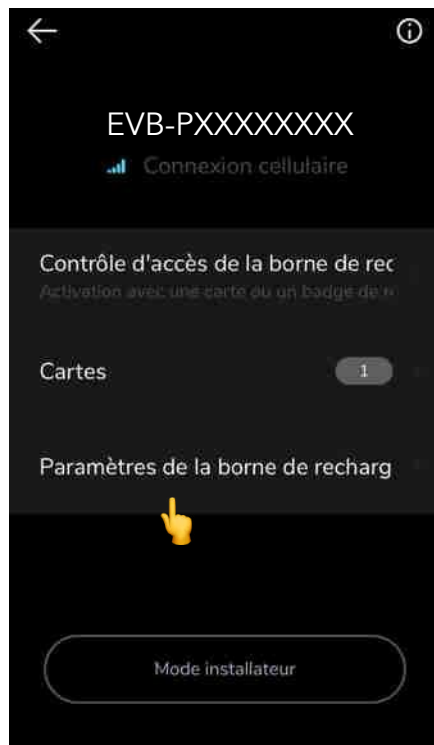 EVB-PXXXXXXXX
Connexion cellulaire
Contrôle d'accès de la borne de rec
Activation avec une carte ou un badge de r
Cartes
1
Paramètres de la borne de recharg
Mode installateur